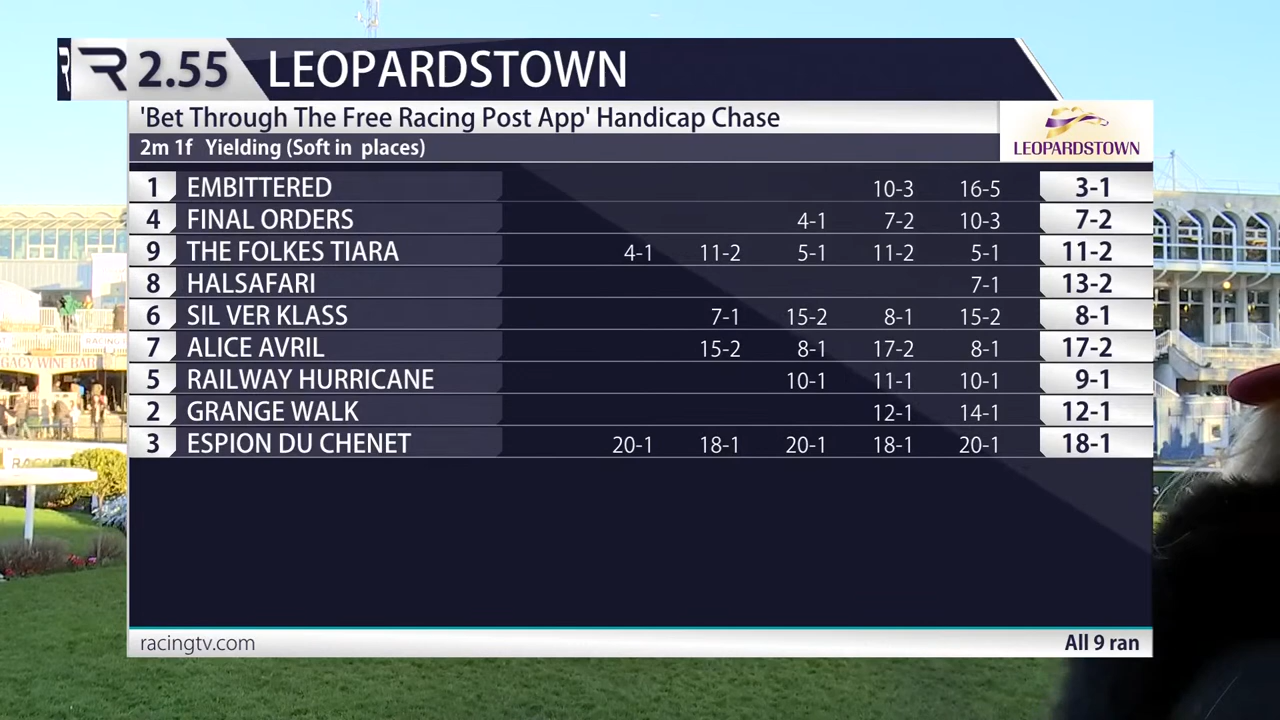 2.55 LEOPARDSTOWN
'Bet Through The Free Racing Post App' Handicap Chase
2m 1f Yielding (Soft in places)
LEOPARDSTOWN
1 EMBITTERED 10-3 16-5 3-1
4 FINAL ORDERS 4-1 7-2 10-3 7-2
9 THE FOLKES TIARA 4-1 11-2 5-1 11-2 5-1 11-2
8 HALSAFARI 7-1 13-2
6 SIL VER KLASS 7-1 15-2 8-1 15-2 8-1
7 ALICE AVRIL 15-2 8-1 17-2 8-1 17-2
5 RAILWAY HURRICANE 10-1 11-1 10-1 9-1
2 GRANGE WALK 12-1 14-1 12-1
3 ESPION DU CHENET 20-1 18-1 20-1 18-1 20-1 18-1
racingtv.com All 9 ran
WINE BAR